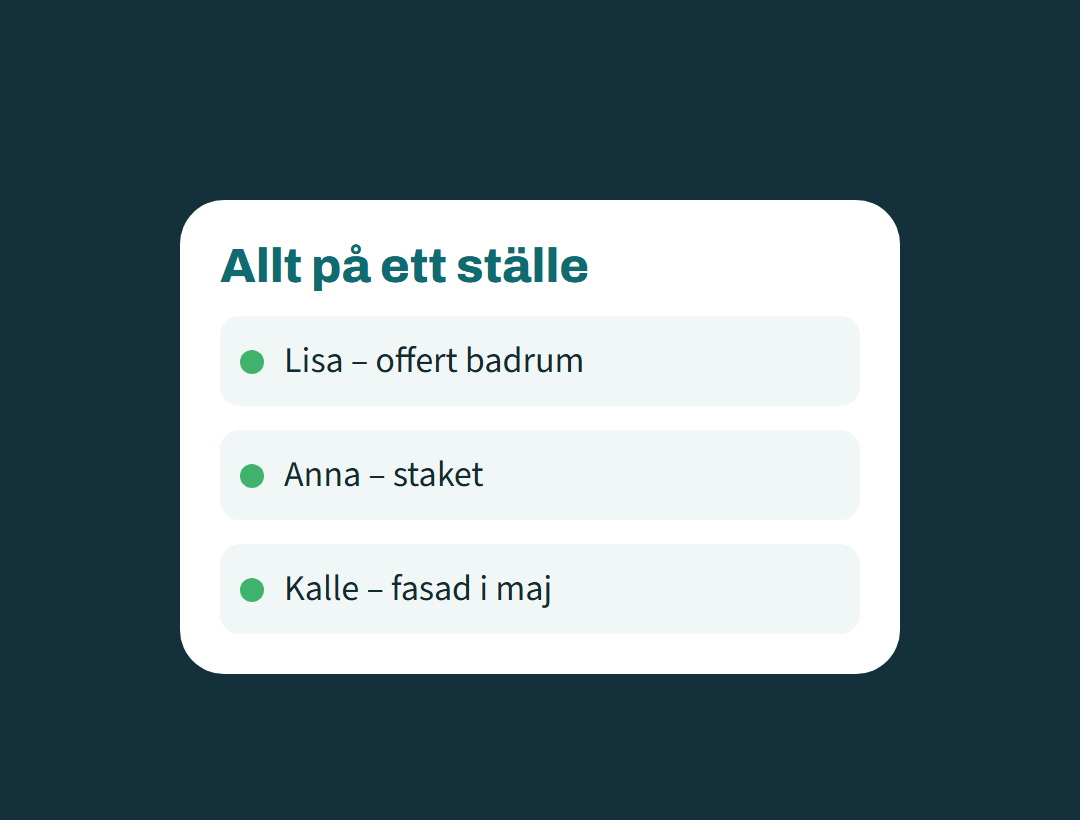 Allt på ett ställe
Lisa – offert badrum
Anna – staket
Kalle – fasad i maj